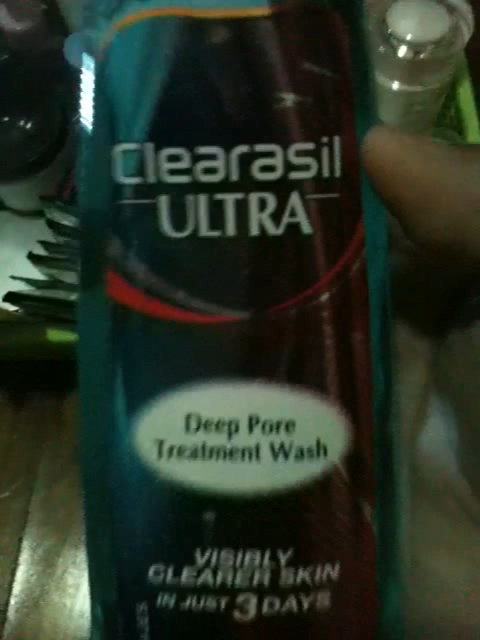 Clearasil
ULTRA
Deep Pore
Treatment Wash
VISIBLY
CLEARER SKIN
IN JUST 3 DAYS